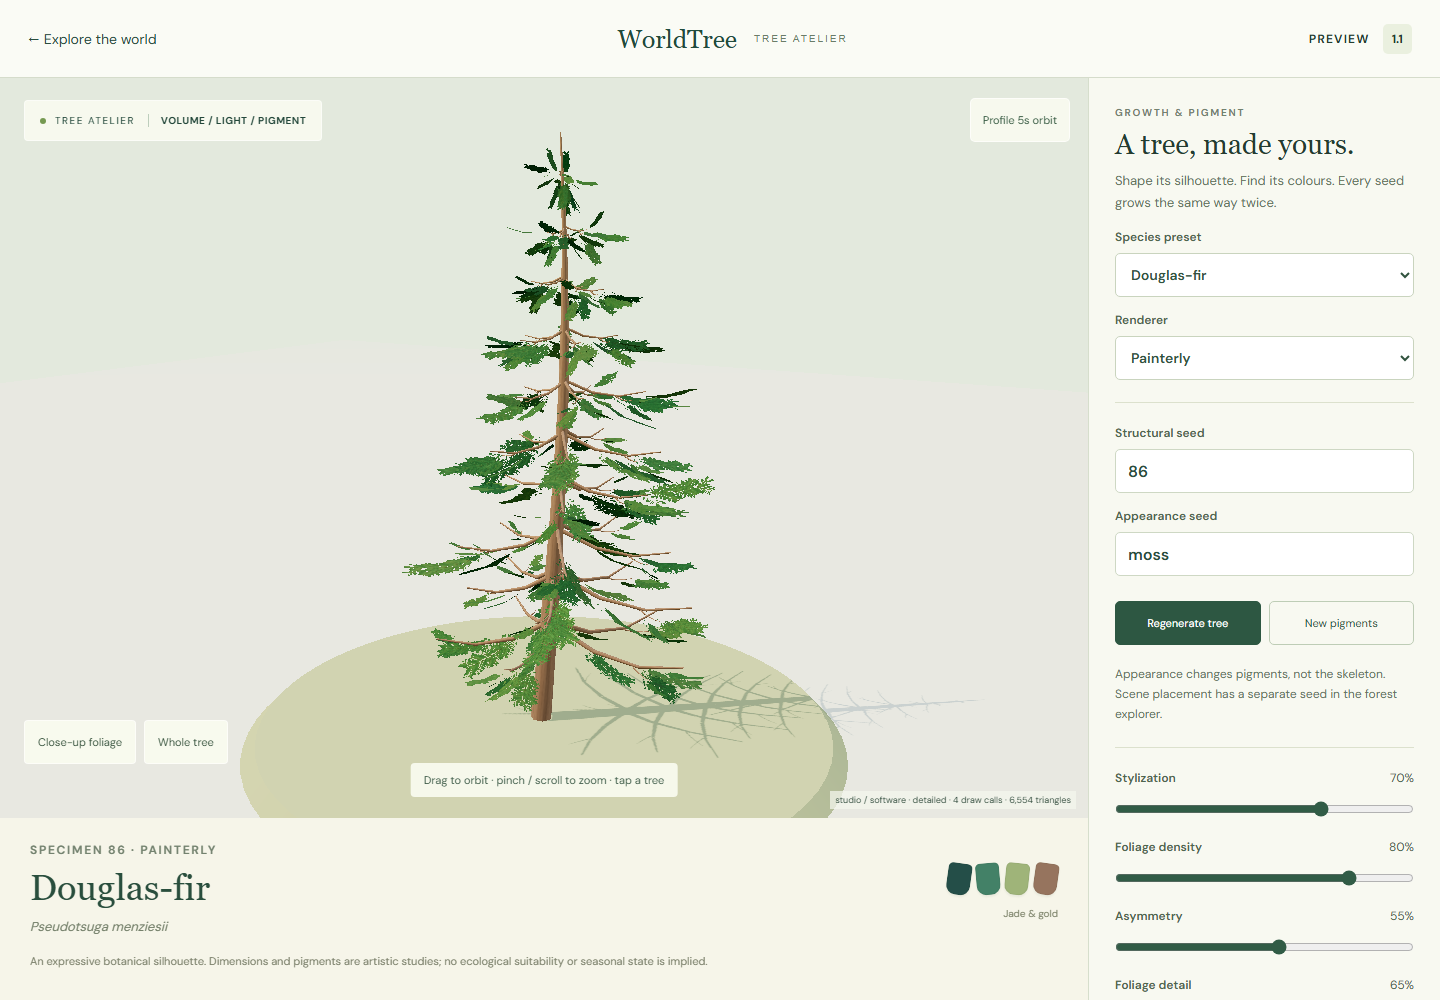 ← Explore the world
WorldTree TREE ATELIER
PREVIEW 1.1
TREE ATELIER VOLUME / LIGHT / PIGMENT
Profile 5s orbit
Close-up foliage
Whole tree
Drag to orbit · pinch / scroll to zoom · tap a tree
studio / software · detailed · 4 draw calls · 6,554 triangles
SPECIMEN 86 · PAINTERLY
Douglas-fir
Pseudotsuga menziesii
An expressive botanical silhouette. Dimensions and pigments are artistic studies; no ecological suitability or seasonal state is implied.
Jade & gold
GROWTH & PIGMENT
A tree, made yours.
Shape its silhouette. Find its colours. Every seed
grows the same way twice.
Species preset
Douglas-fir
Renderer
Painterly
Structural seed
86
Appearance seed
moss
Regenerate tree
New pigments
Appearance changes pigments, not the skeleton.
Scene placement has a separate seed in the forest
explorer.
Stylization 70%
Foliage density 80%
Asymmetry 55%
Foliage detail 65%